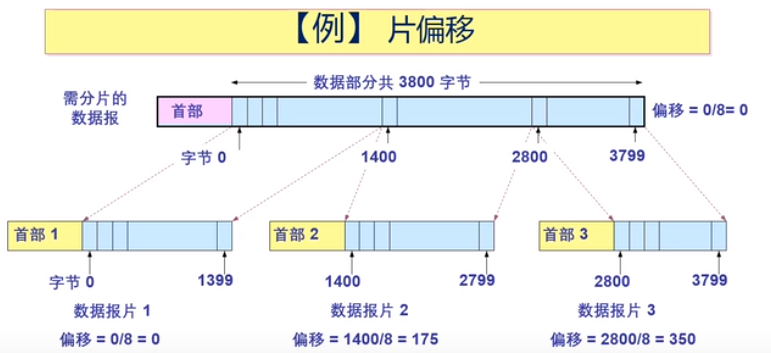 【例】 片偏移
数据部分共 3800 字节
需分片的
数据报
首部
偏移 = 0/8= 0
字节 0
1400
2800
3799
首部 1
首部 2
首部 3
字节 0
1399
1400
2799
2800
3799
数据报片 1
数据报片 2
数据报片 3
偏移 = 0/8 = 0
偏移 = 1400/8 = 175
偏移 = 2800/8 = 350